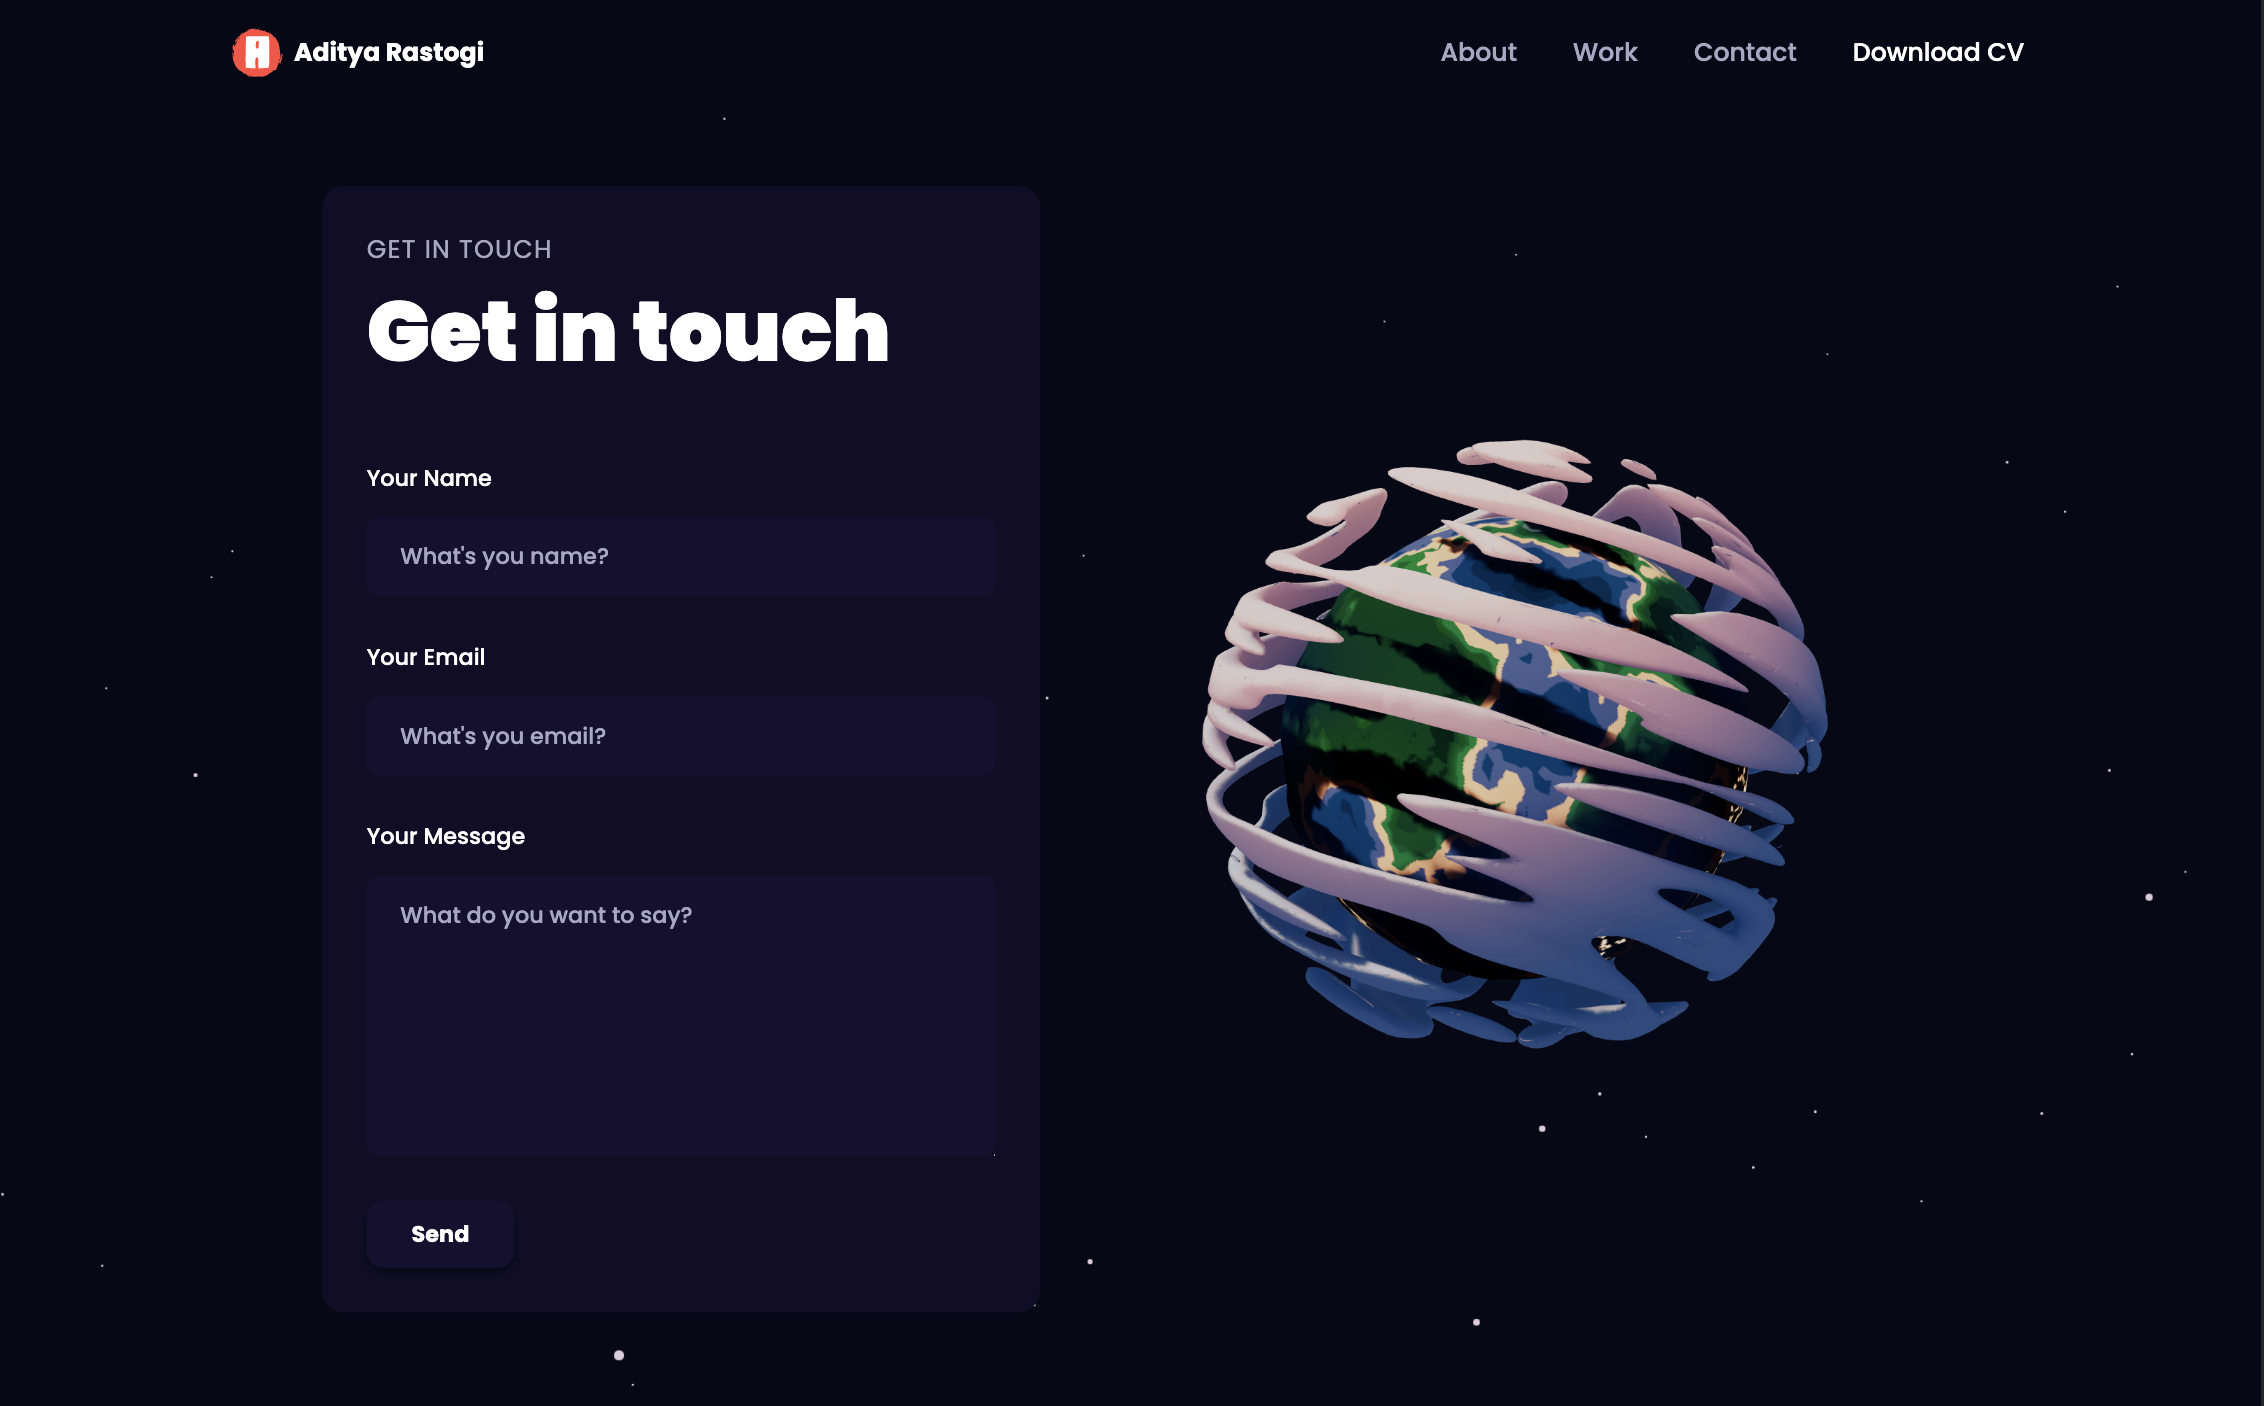 A Aditya Rastogi
About Work Contact Download CV
GET IN TOUCH
Get in touch
Your Name
What's you name?
Your Email
What's you email?
Your Message
What do you want to say?
Send